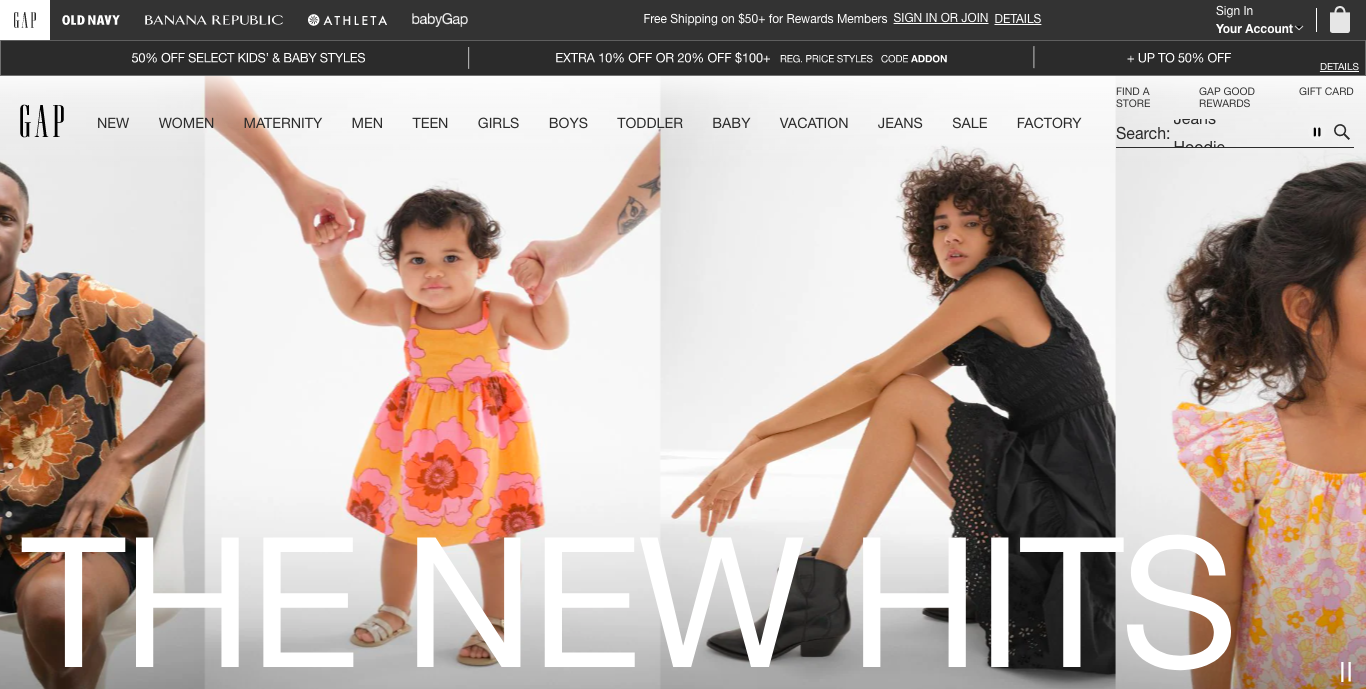 GAP
OLD NAVY
BANANA REPUBLIC
ATHLETA
babyGap
Free Shipping on $50+ for Rewards Members SIGN IN OR JOIN DETAILS
Sign In
Your Account
50% OFF SELECT KIDS' & BABY STYLES
EXTRA 10% OFF OR 20% OFF $100+ REG. PRICE STYLES CODE ADDON
+ UP TO 50% OFF
DETAILS
FIND A STORE
GAP GOOD REWARDS
GIFT CARD
GAP
NEW
WOMEN
MATERNITY
MEN
TEEN
GIRLS
BOYS
TODDLER
BABY
VACATION
JEANS
SALE
FACTORY
Search:
Jeans
Hoodie
THE NEW HITS